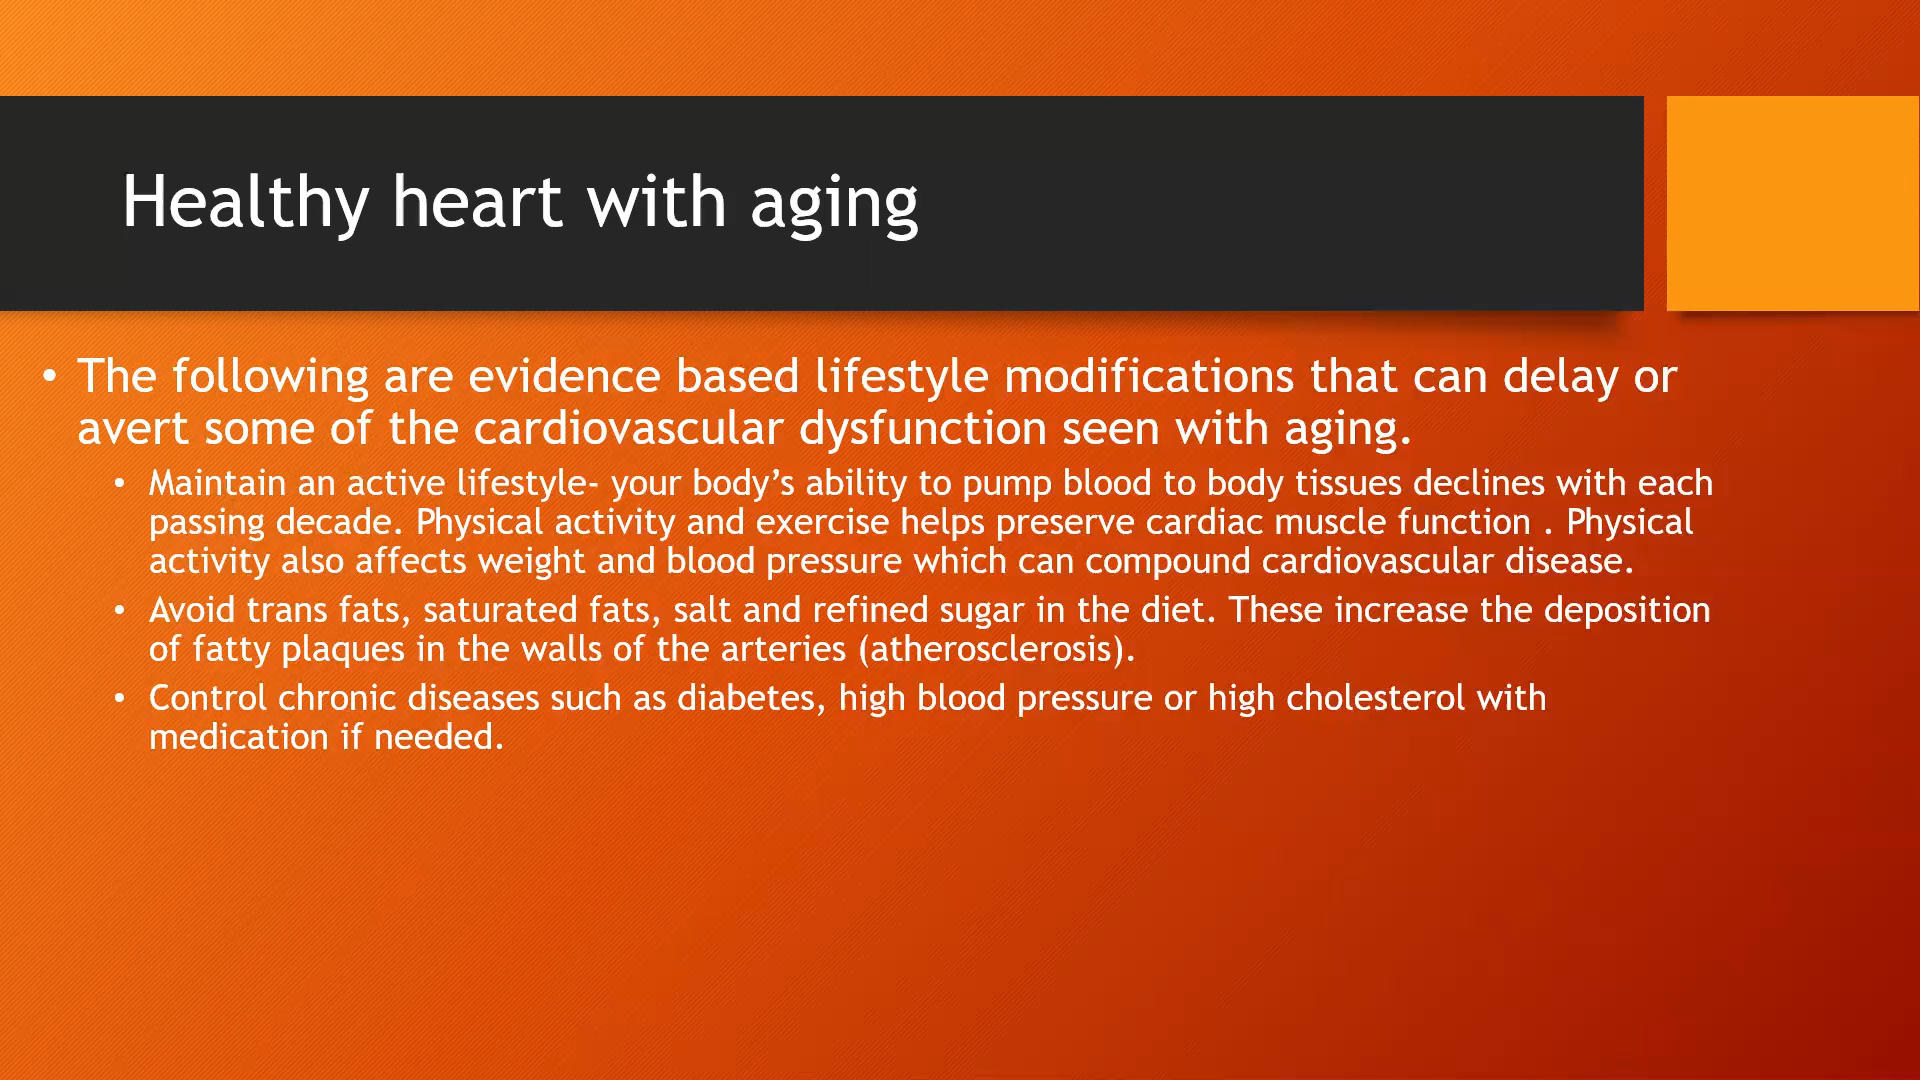 Healthy heart with aging
• The following are evidence based lifestyle modifications that can delay or
avert some of the cardiovascular dysfunction seen with aging.
• Maintain an active lifestyle- your body’s ability to pump blood to body tissues declines with each
passing decade. Physical activity and exercise helps preserve cardiac muscle function . Physical
activity also affects weight and blood pressure which can compound cardiovascular disease.
• Avoid trans fats, saturated fats, salt and refined sugar in the diet. These increase the deposition
of fatty plaques in the walls of the arteries (atherosclerosis).
• Control chronic diseases such as diabetes, high blood pressure or high cholesterol with
medication if needed.